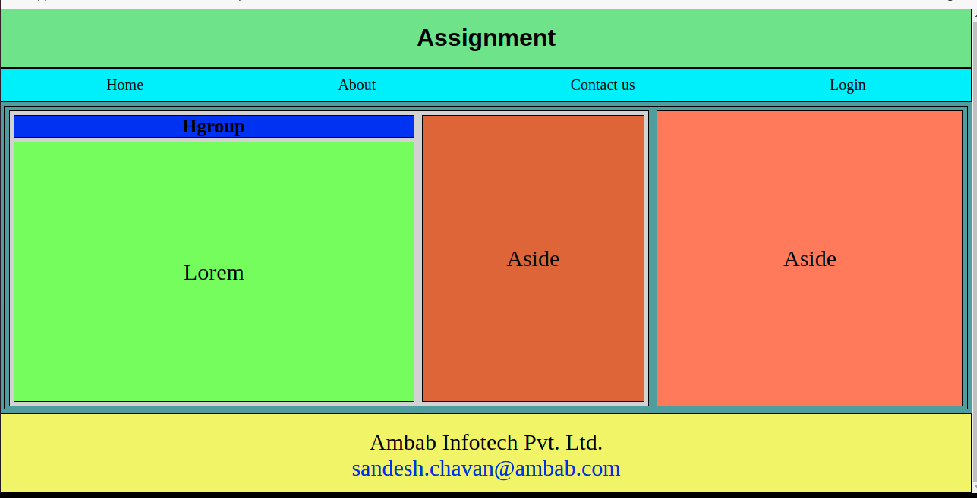 Assignment
Home About Contact us Login
Hgroup
Lorem
Aside
Aside
Ambab Infotech Pvt. Ltd.
sandesh.chavan@ambab.com